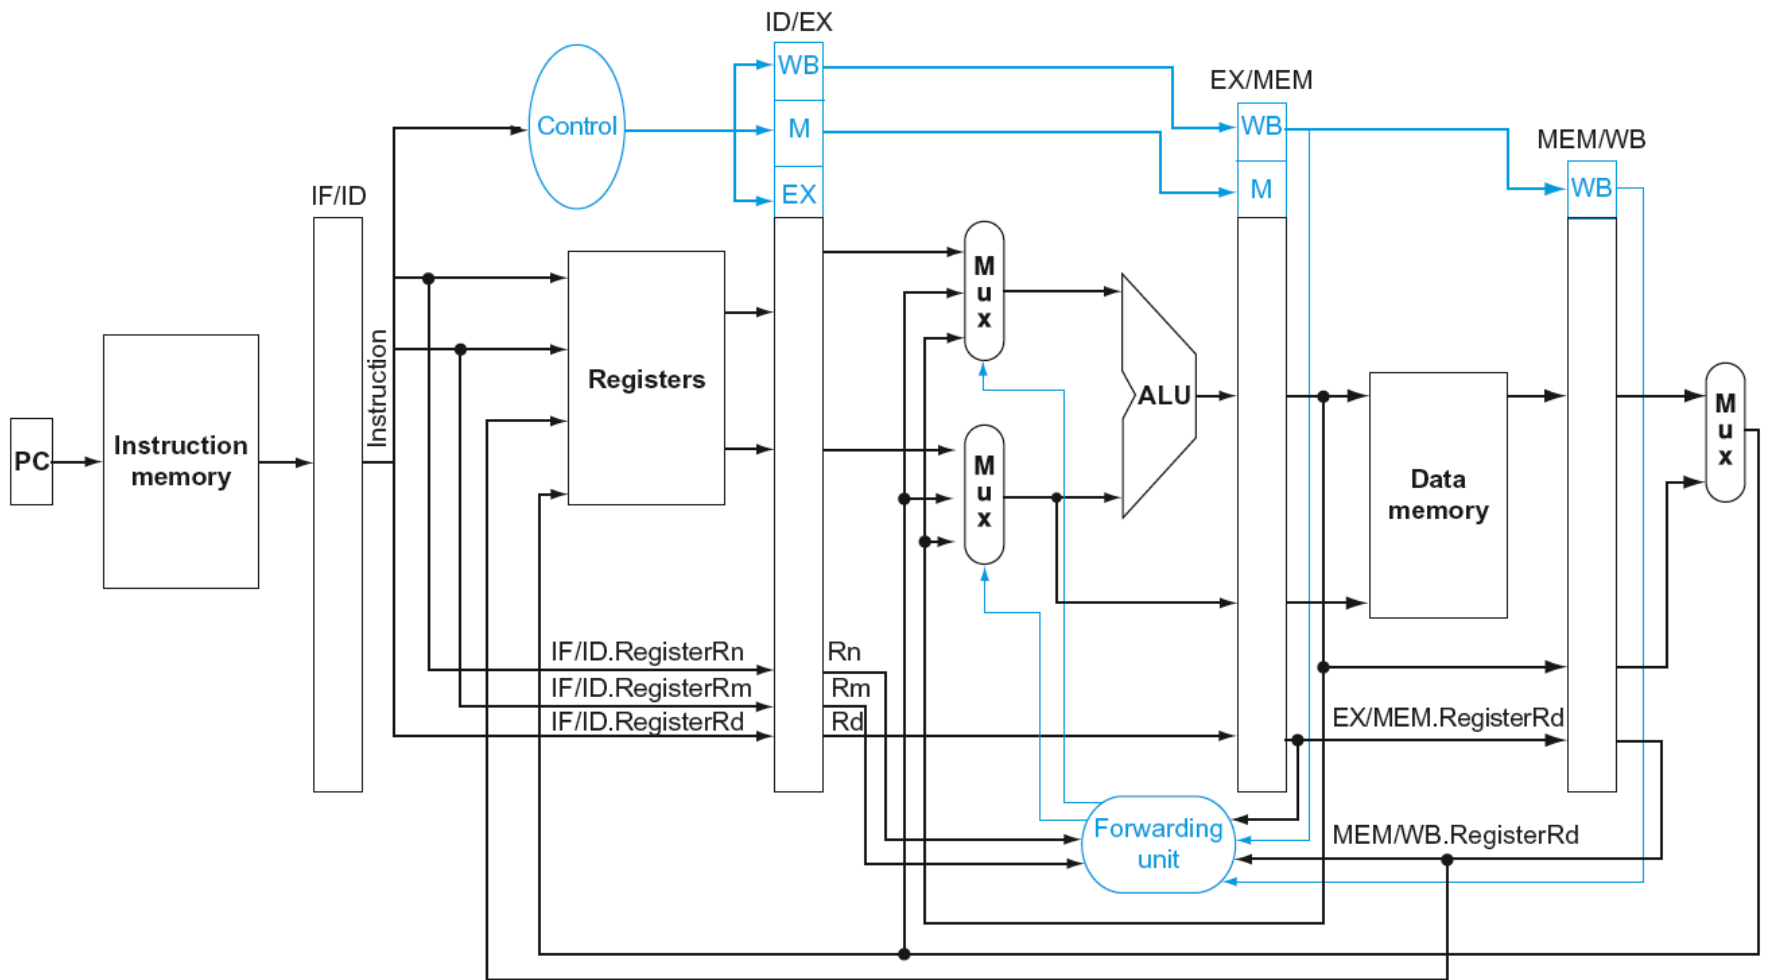 ID/EX
WB
EX/MEM
Control
M
WB
MEM/WB
IF/ID
EX
M
WB
M
u
x
Instruction
Registers
ALU
M
u
x
PC
Instruction
memory
M
u
x
Data
memory
IF/ID.RegisterRn
Rn
IF/ID.RegisterRm
Rm
IF/ID.RegisterRd
Rd
EX/MEM.RegisterRd
Forwarding
unit
MEM/WB.RegisterRd